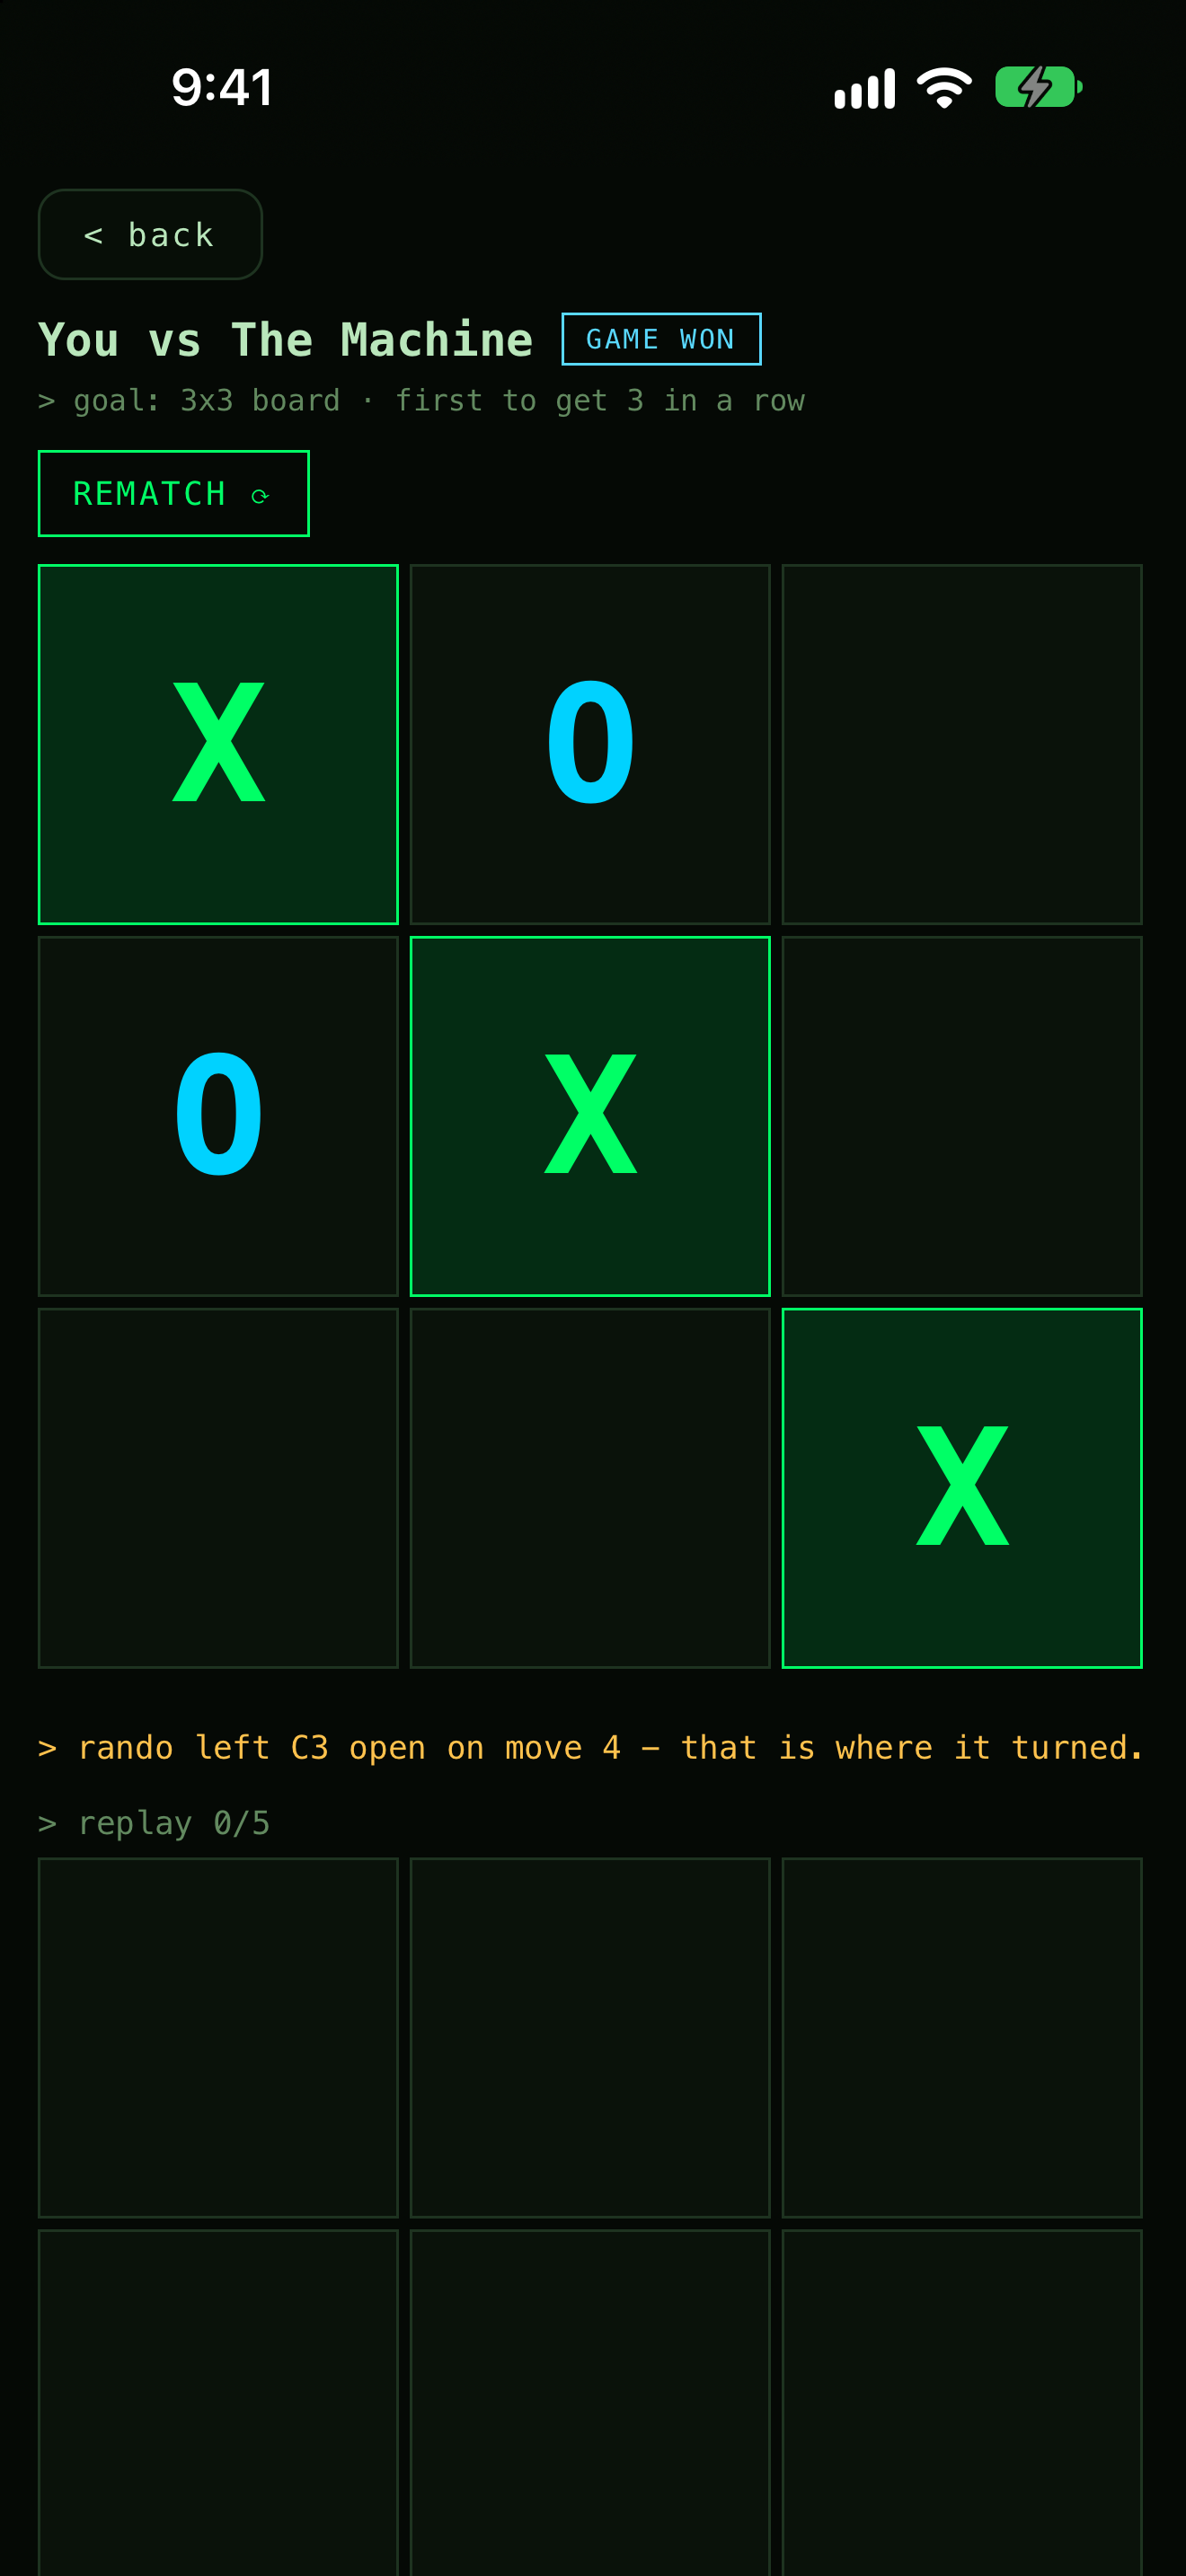 9:41
< back
You vs The Machine GAME WON
> goal: 3x3 board · first to get 3 in a row
REMATCH ⟳
X O
O X
X
> rando left C3 open on move 4 – that is where it turned.
> replay 0/5